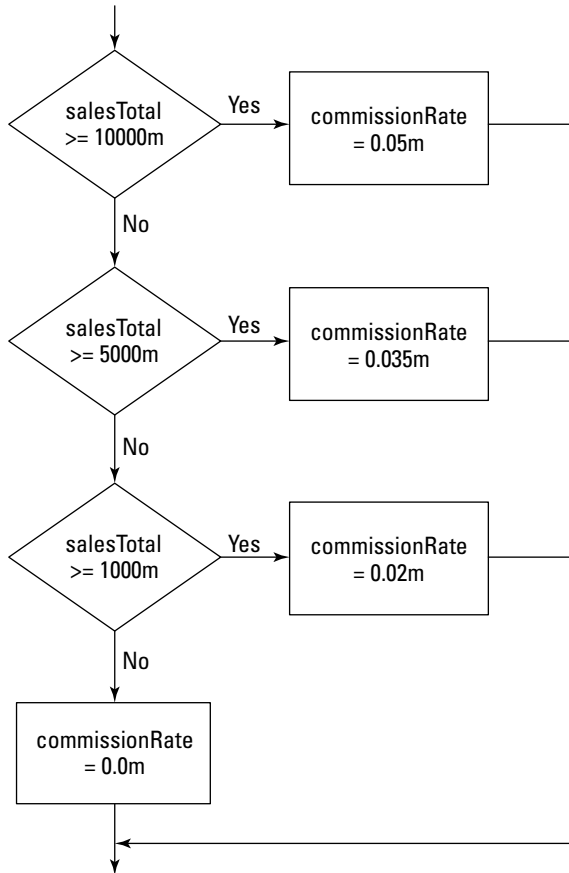 salesTotal
>= 10000m
Yes
commissionRate
= 0.05m
No
salesTotal
>= 5000m
Yes
commissionRate
= 0.035m
No
salesTotal
>= 1000m
Yes
commissionRate
= 0.02m
No
commissionRate
= 0.0m